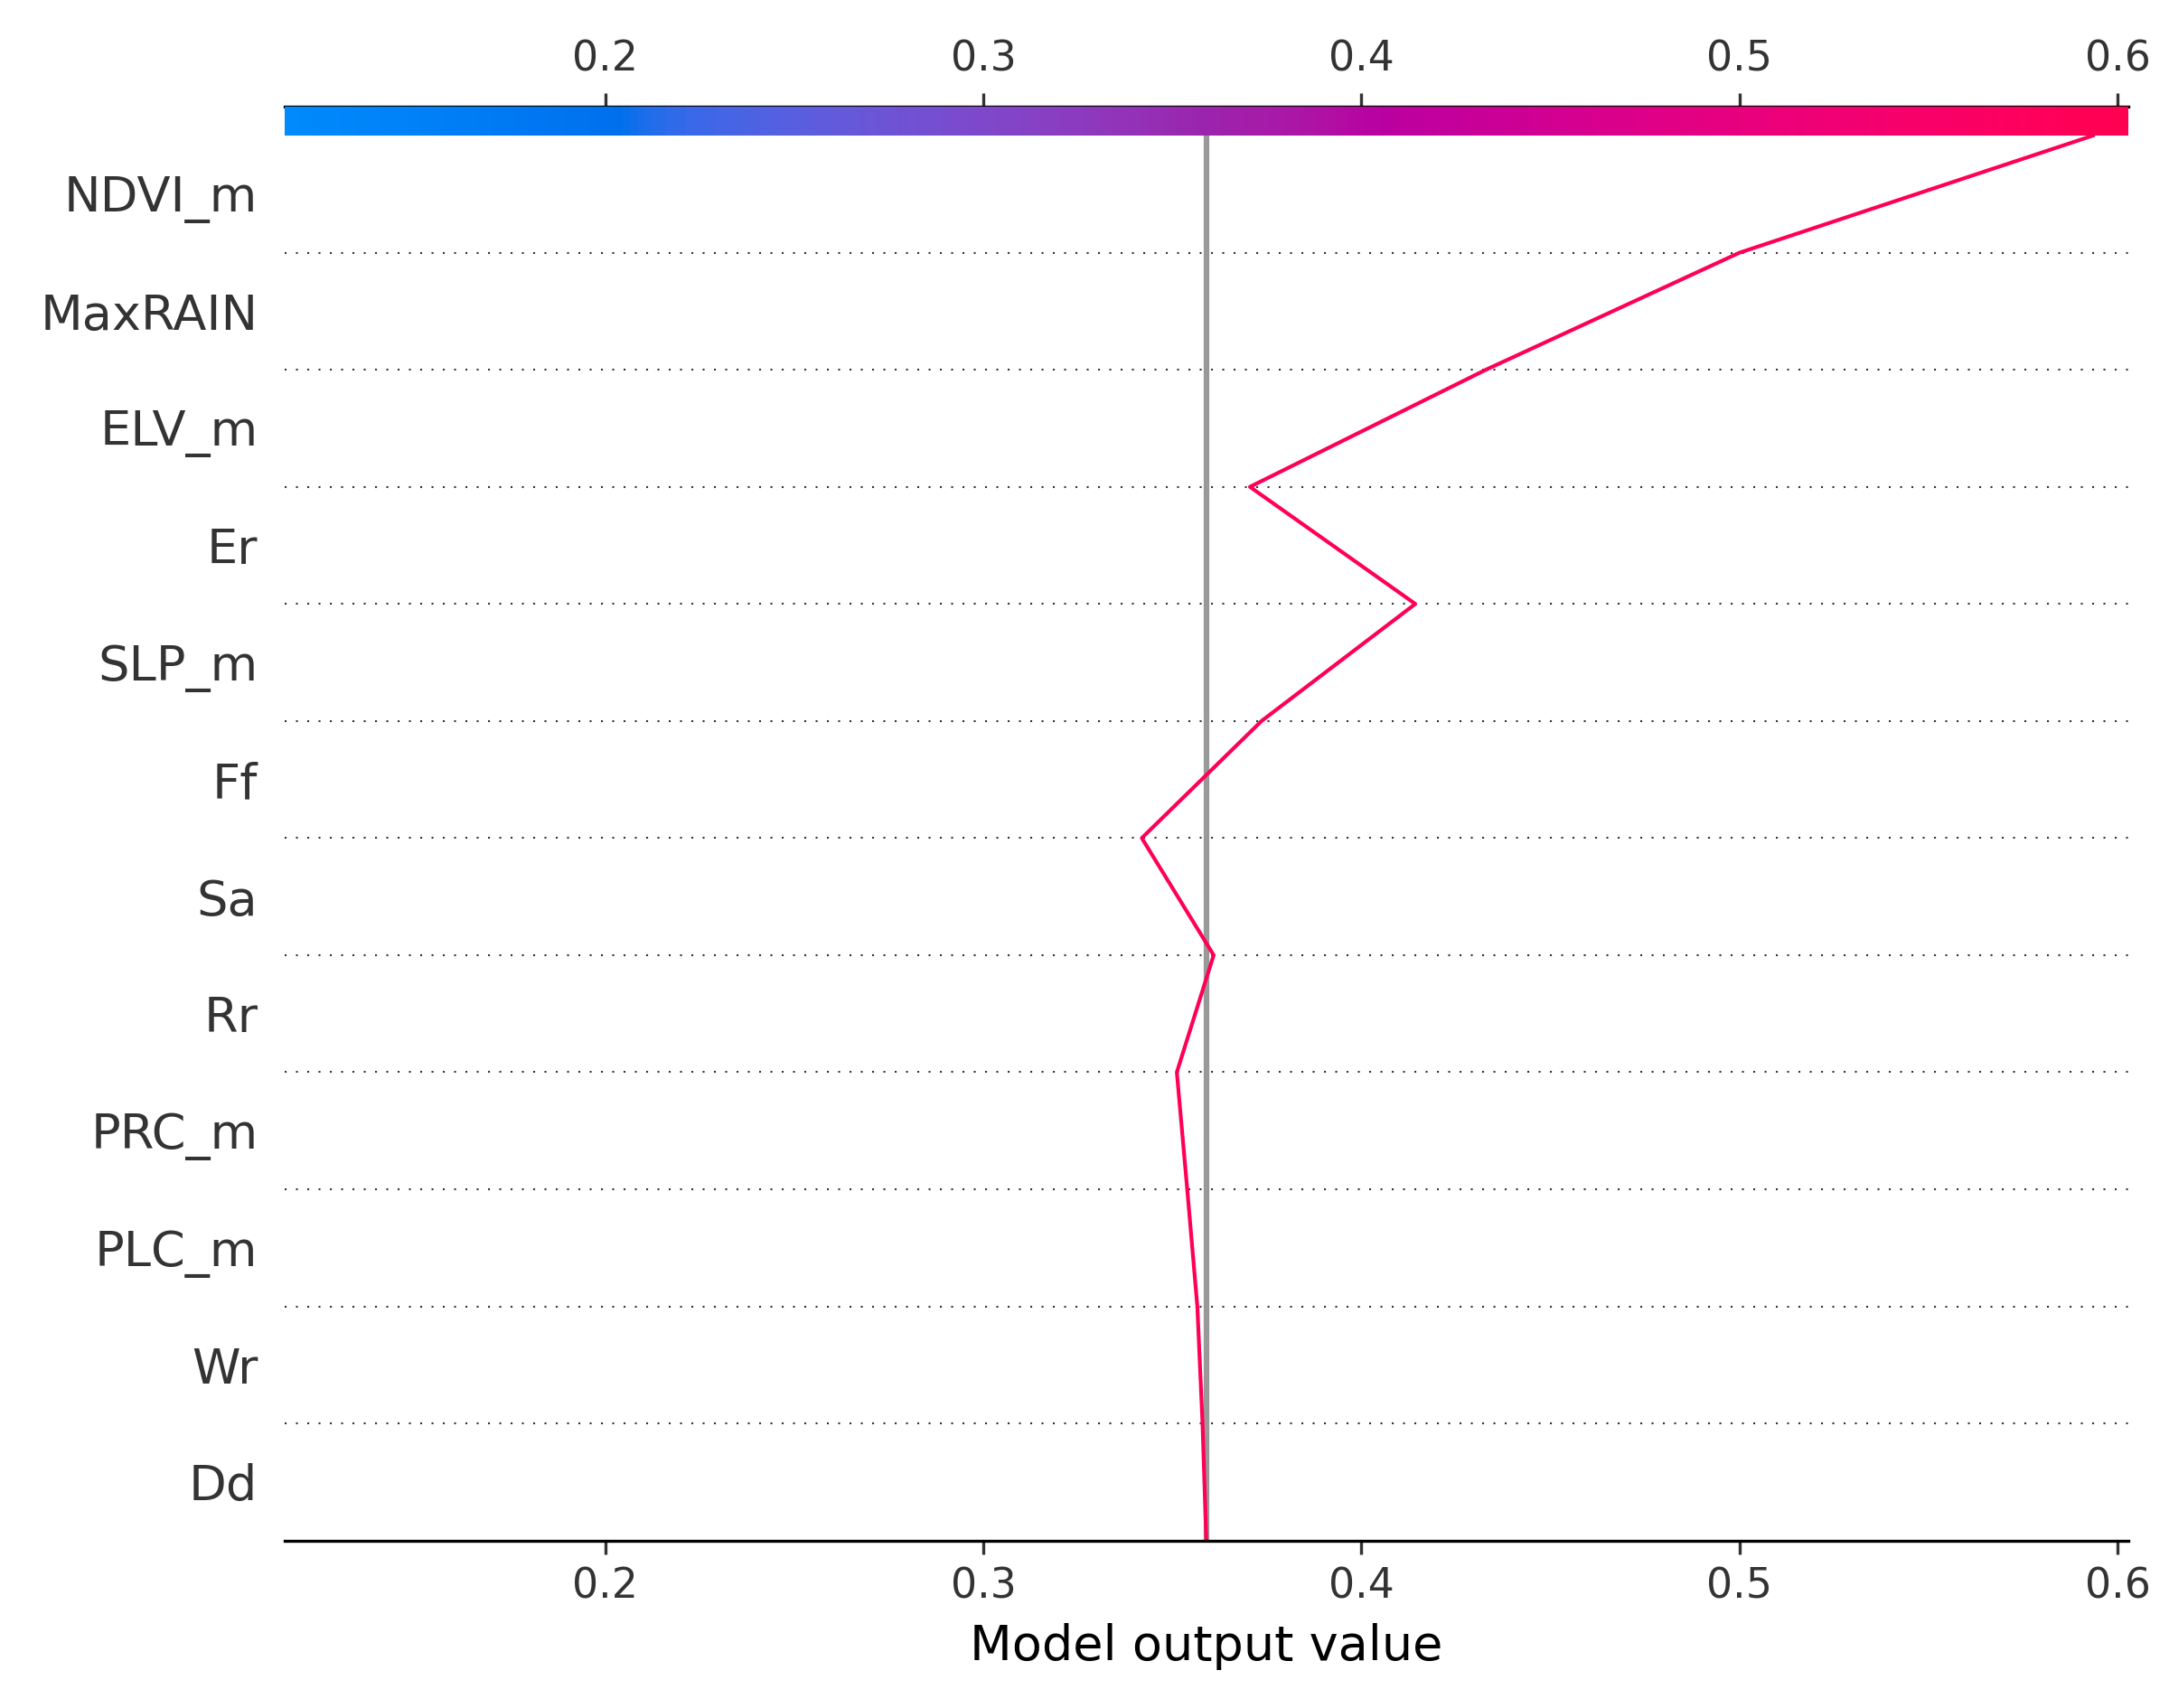 0.2 0.3 0.4 0.5 0.6
NDVI_m
MaxRAIN
ELV_m
Er
SLP_m
Ff
Sa
Rr
PRC_m
PLC_m
Wr
Dd
0.2 0.3 0.4 0.5 0.6
Model output value